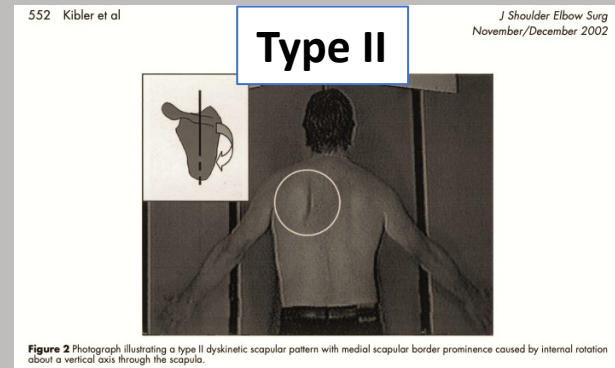 552 Kibler et al
J Shoulder Elbow Surg
November/December 2002
Type II
Figure 2 Photograph illustrating a type II dyskinetic scapular pattern with medial scapular border prominence caused by internal rotation
about a vertical axis through the scapula.